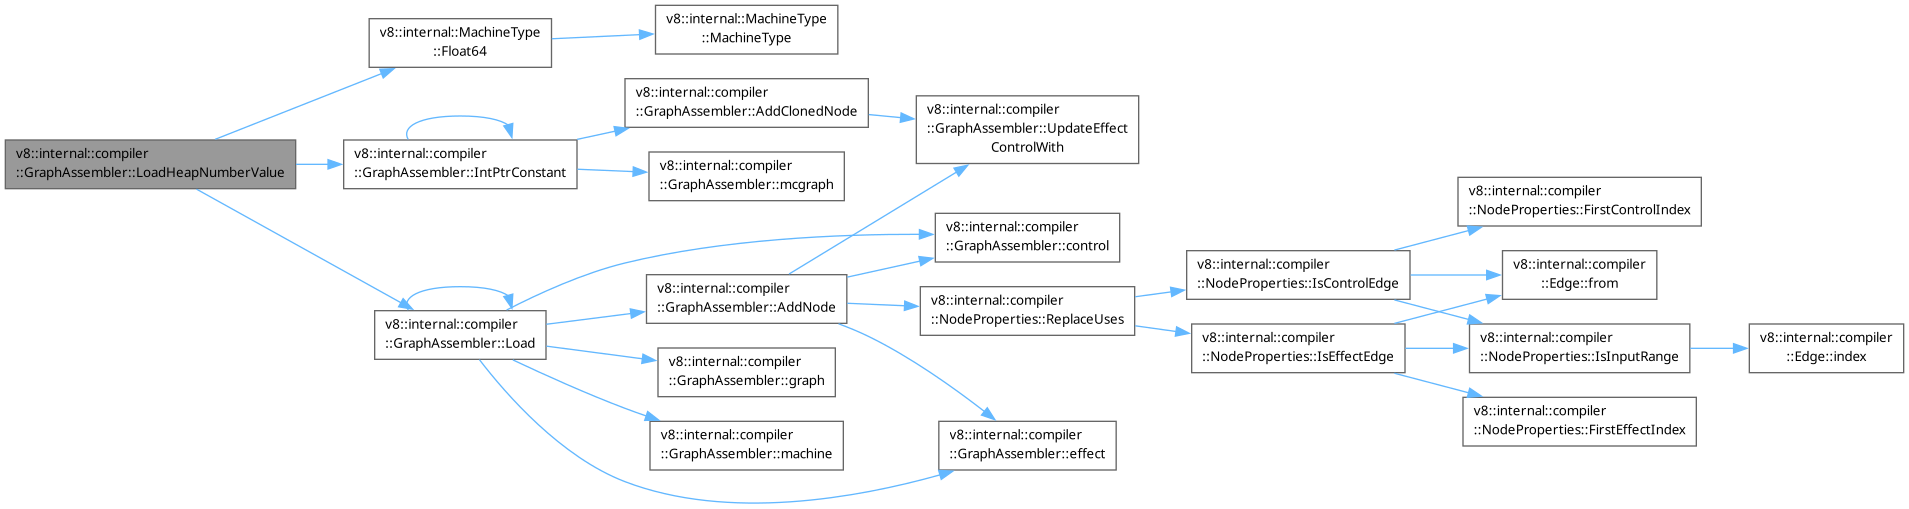 v8::internal::compiler
::GraphAssembler::LoadHeapNumberValue
v8::internal::MachineType
::Float64
v8::internal::MachineType
::MachineType
v8::internal::compiler
::GraphAssembler::IntPtrConstant
v8::internal::compiler
::GraphAssembler::AddClonedNode
v8::internal::compiler
::GraphAssembler::UpdateEffect
ControlWith
v8::internal::compiler
::GraphAssembler::mcgraph
v8::internal::compiler
::GraphAssembler::Load
v8::internal::compiler
::GraphAssembler::control
v8::internal::compiler
::GraphAssembler::AddNode
v8::internal::compiler
::NodeProperties::ReplaceUses
v8::internal::compiler
::NodeProperties::IsControlEdge
v8::internal::compiler
::NodeProperties::FirstControlIndex
v8::internal::compiler
::Edge::from
v8::internal::compiler
::NodeProperties::IsEffectEdge
v8::internal::compiler
::NodeProperties::IsInputRange
v8::internal::compiler
::Edge::index
v8::internal::compiler
::NodeProperties::FirstEffectIndex
v8::internal::compiler
::GraphAssembler::graph
v8::internal::compiler
::GraphAssembler::machine
v8::internal::compiler
::GraphAssembler::effect